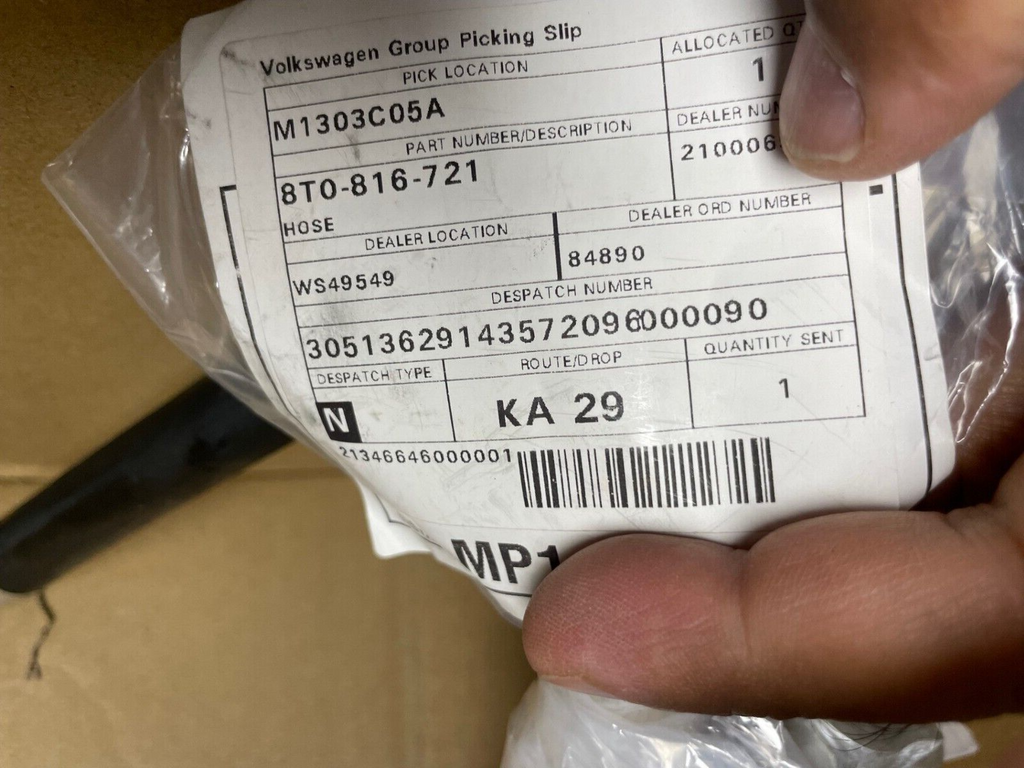 Volkswagen Group Picking Slip
PICK LOCATION
ALLOCATED
M1303C05A
1
PART NUMBER/DESCRIPTION
DEALER
8T0-816-721
HOSE
DEALER LOCATION
DEALER ORD NUMBER
WS49549
84890
DESPATCH NUMBER
30513629143572096000090
DESPATCH TYPE
ROUTE/DROP
QUANTITY SENT
N
KA 29
1
21346646000001
MP1